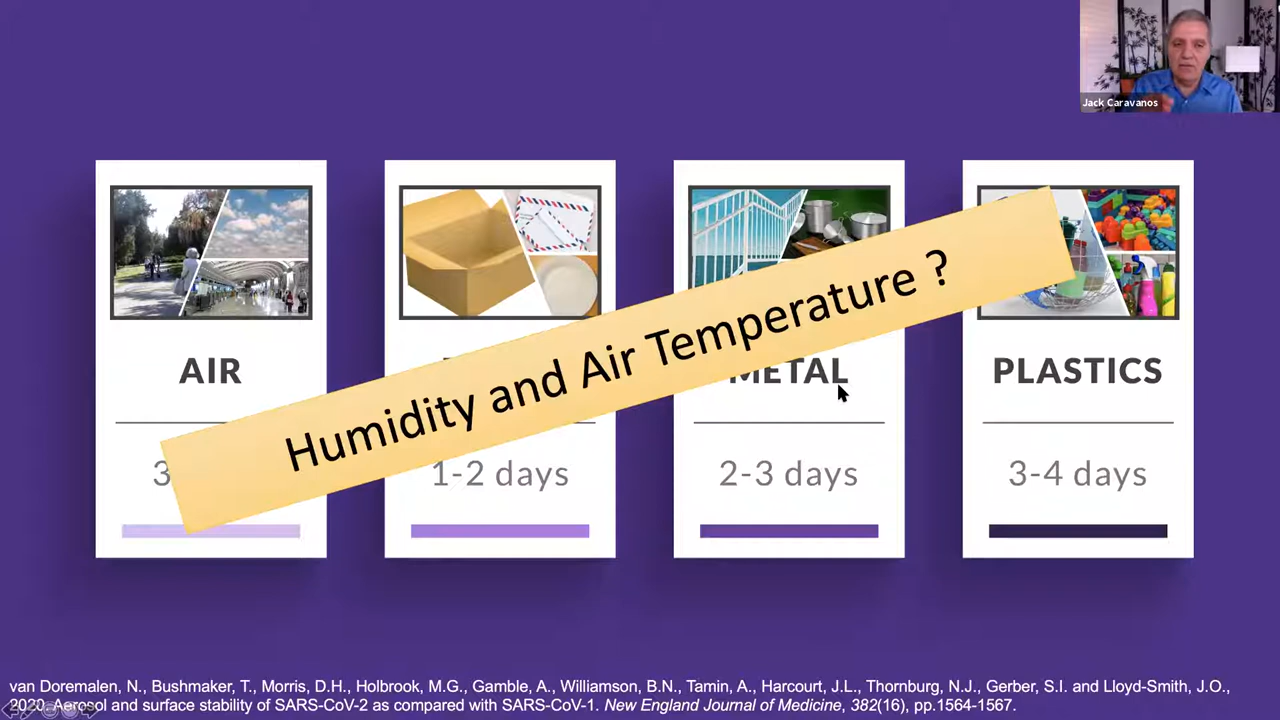 Jack Caravanos
AIR
METAL
PLASTICS
Humidity and Air Temperature ?
3
1-2 days
2-3 days
3-4 days
van Doremalen, N., Bushmaker, T., Morris, D.H., Holbrook, M.G., Gamble, A., Williamson, B.N., Tamin, A., Harcourt, J.L., Thornburg, N.J., Gerber, S.I. and Lloyd-Smith, J.O.,
2020. Aerosol and surface stability of SARS-CoV-2 as compared with SARS-CoV-1. New England Journal of Medicine, 382(16), pp.1564-1567.